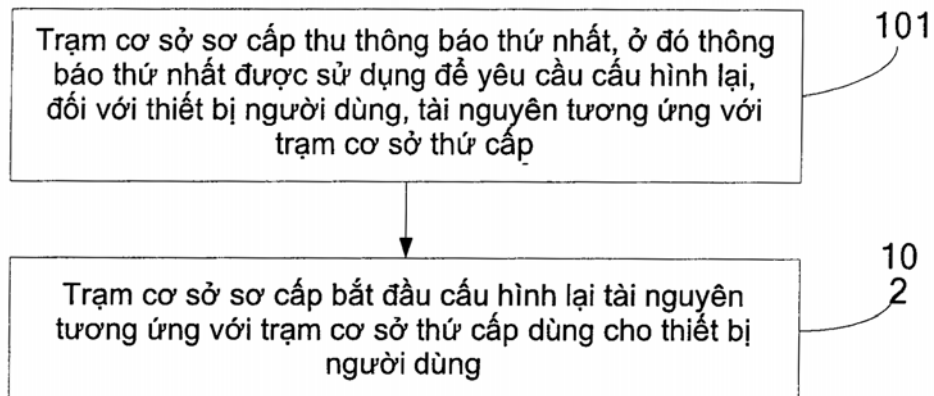 Trạm cơ sở sơ cấp thu thông báo thứ nhất, ở đó thông
báo thứ nhất được sử dụng để yêu cầu cấu hình lại,
đối với thiết bị người dùng, tài nguyên tương ứng với
trạm cơ sở thứ cấp
101
Trạm cơ sở sơ cấp bắt đầu cấu hình lại tài nguyên
tương ứng với trạm cơ sở thứ cấp dùng cho thiết bị
người dùng
10
2